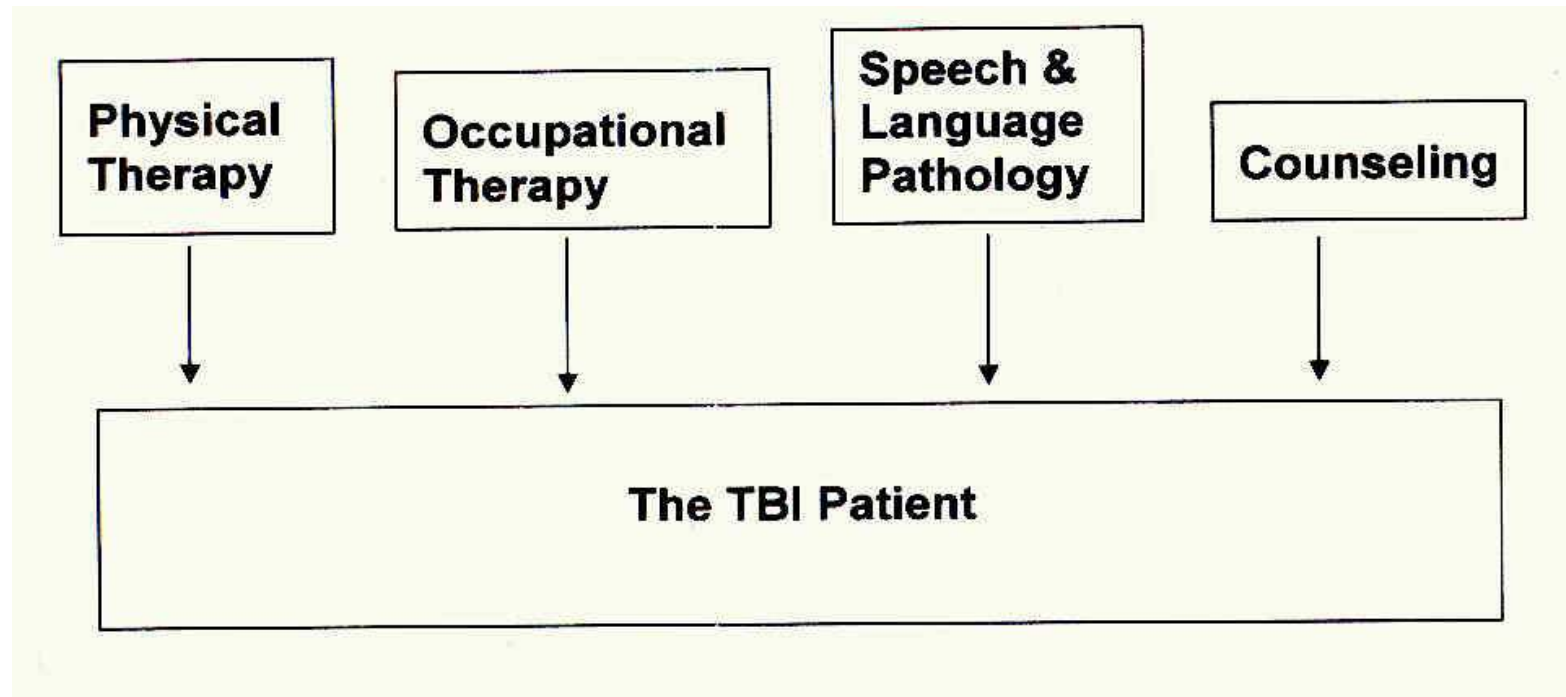 Physical
Therapy
Occupational
Therapy
Speech &
Language
Pathology
Counseling
The TBI Patient